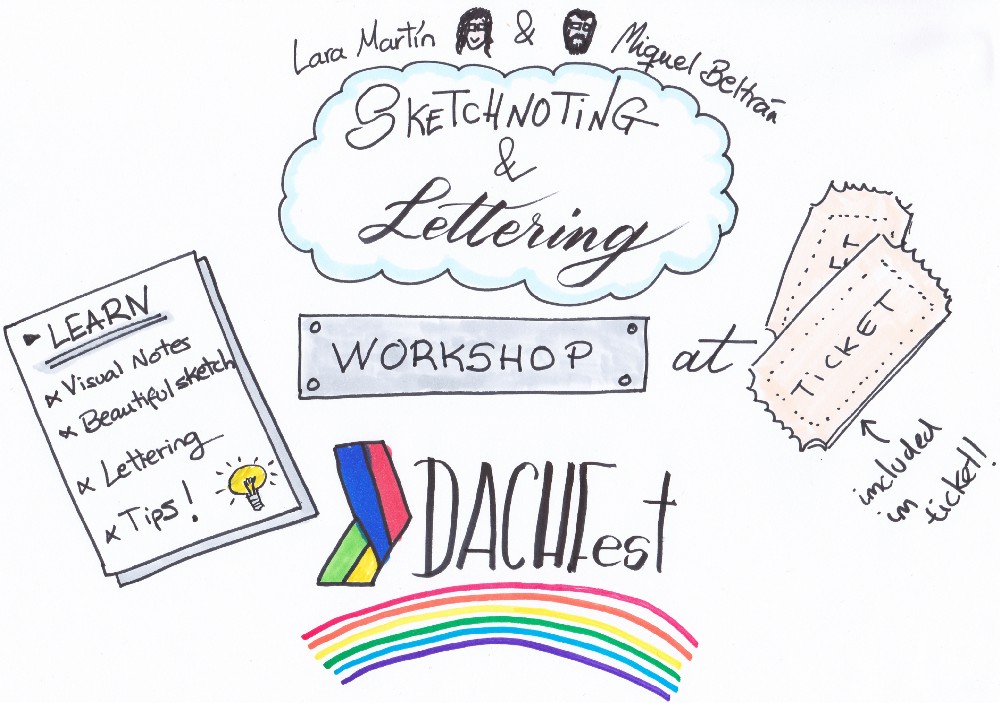 Lara Martín & Miguel Beltrán
SKETCHNOTiNG
&
Lettering
WORKSHOP at
TiCKET
LEARN
Visual Notes
Beautiful sketch
Lettering
Tips!
included
in
ticket!
DACHFest